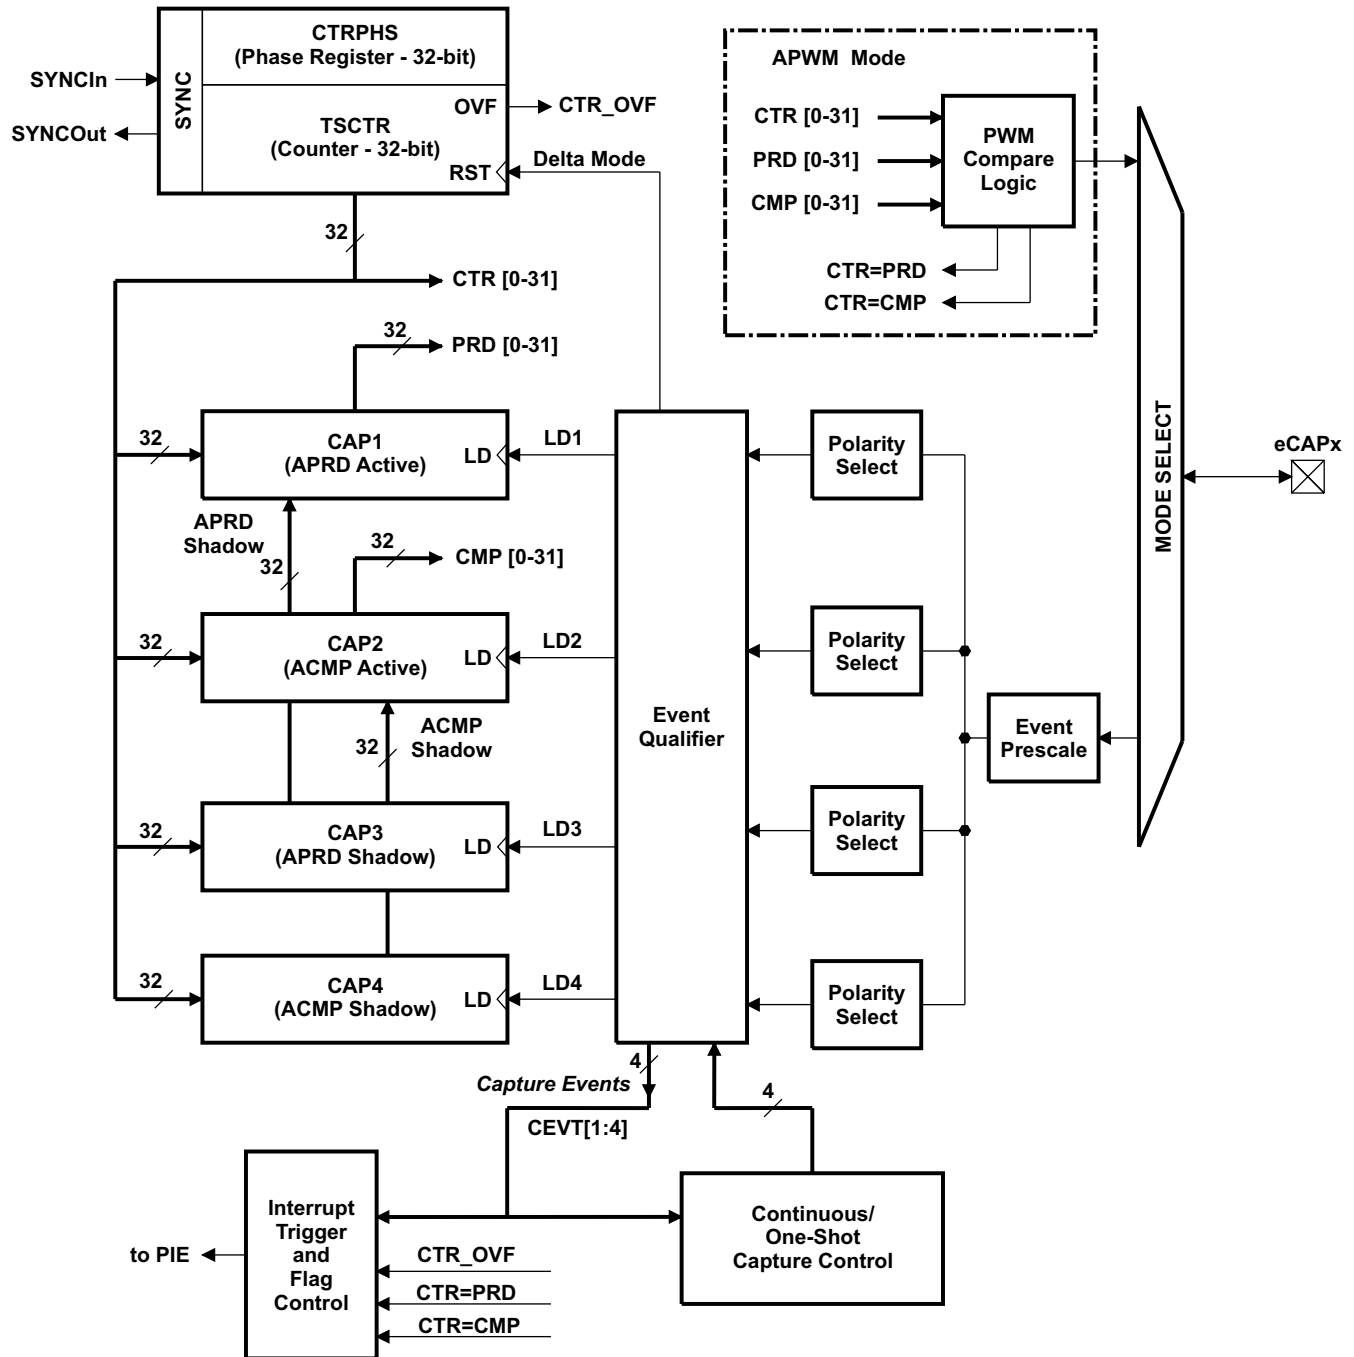 CTRPHS
(Phase Register - 32-bit)
APWM Mode
SYNCIn
SYNC
OVF
CTR_OVF
SYNCOut
TSCTR
(Counter - 32-bit)
RST
Delta Mode
CTR [0-31]
PRD [0-31]
CMP [0-31]
PWM
Compare
Logic
CTR=PRD
CTR=CMP
32
CTR [0-31]
32
PRD [0-31]
32
CAP1
(APRD Active)
LD
LD1
Polarity
Select
MODE SELECT
eCAPx
APRD
Shadow
32
32
CMP [0-31]
32
CAP2
(ACMP Active)
LD
LD2
Polarity
Select
Event
Qualifier
32
ACMP
Shadow
Event
Prescale
32
CAP3
(APRD Shadow)
LD
LD3
Polarity
Select
32
CAP4
(ACMP Shadow)
LD
LD4
Polarity
Select
4
Capture Events
CEVT[1:4]
4
Interrupt
Trigger
and
Flag
Control
to PIE
CTR_OVF
CTR=PRD
CTR=CMP
Continuous/
One-Shot
Capture Control